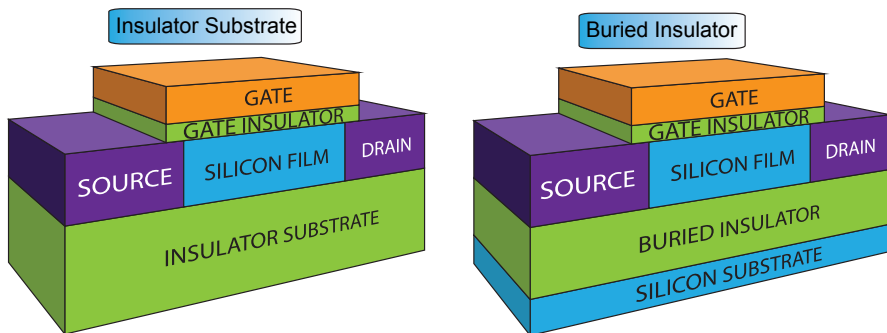 Insulator Substrate
GATE
GATE INSULATOR
SOURCE
SILICON FILM
DRAIN
INSULATOR SUBSTRATE
Buried Insulator
GATE
GATE INSULATOR
SOURCE
SILICON FILM
DRAIN
BURIED INSULATOR
SILICON SUBSTRATE